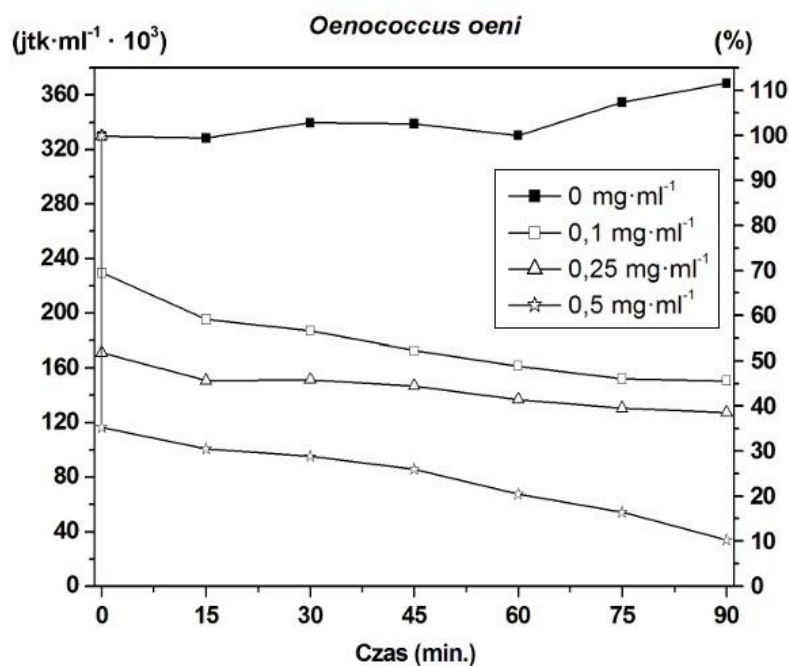 Oenococcus oeni
(jtk·ml⁻¹ · 10³)
(%)
360
320
280
240
200
160
120
80
40
0
110
100
90
80
70
60
50
40
30
20
10
0
0 mg·ml⁻¹
0,1 mg·ml⁻¹
0,25 mg·ml⁻¹
0,5 mg·ml⁻¹
0 15 30 45 60 75 90
Czas (min.)